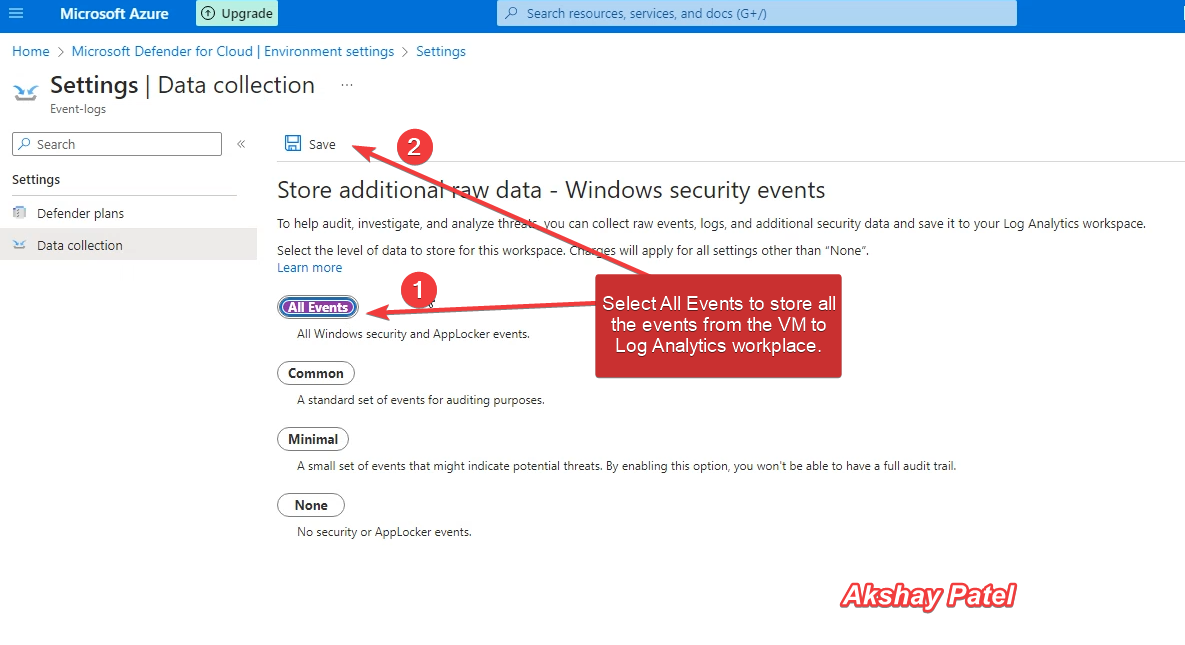 Microsoft Azure
Upgrade
Search resources, services, and docs (G+/)
Home > Microsoft Defender for Cloud | Environment settings > Settings
Settings | Data collection ...
Event-logs
Search «
Settings
Defender plans
Data collection
Save
2
Store additional raw data - Windows security events
To help audit, investigate, and analyze threats, you can collect raw events, logs, and additional security data and save it to your Log Analytics workspace.
Select the level of data to store for this workspace. Charges will apply for all settings other than “None”.
Learn more
1
All Events
All Windows security and AppLocker events.
Select All Events to store all
the events from the VM to
Log Analytics workplace.
Common
A standard set of events for auditing purposes.
Minimal
A small set of events that might indicate potential threats. By enabling this option, you won't be able to have a full audit trail.
None
No security or AppLocker events.
Akshay Patel